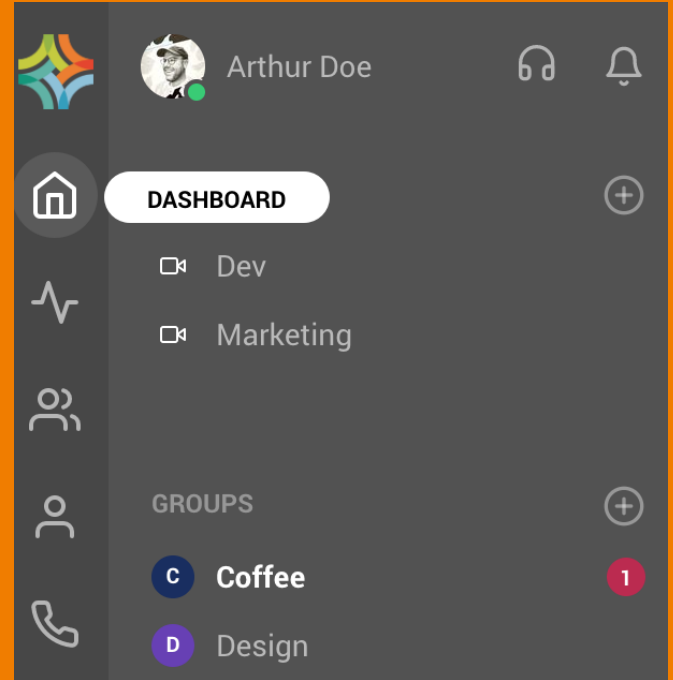 Arthur Doe
DASHBOARD
Dev
Marketing
GROUPS
C Coffee 1
D Design